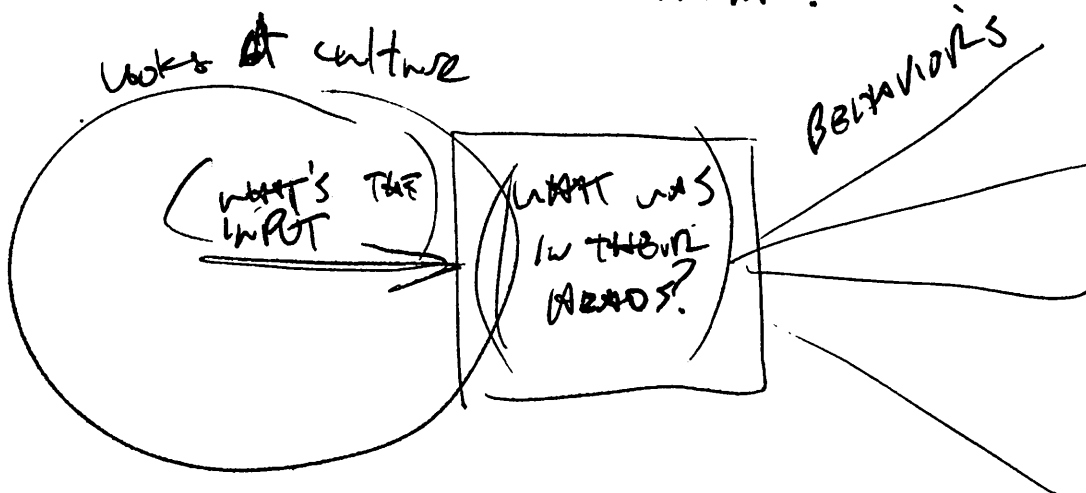 Looks at culture
BEHAVIORS
WHAT'S THE
INPUT
WHAT WAS
IN THEIR
HEADS?